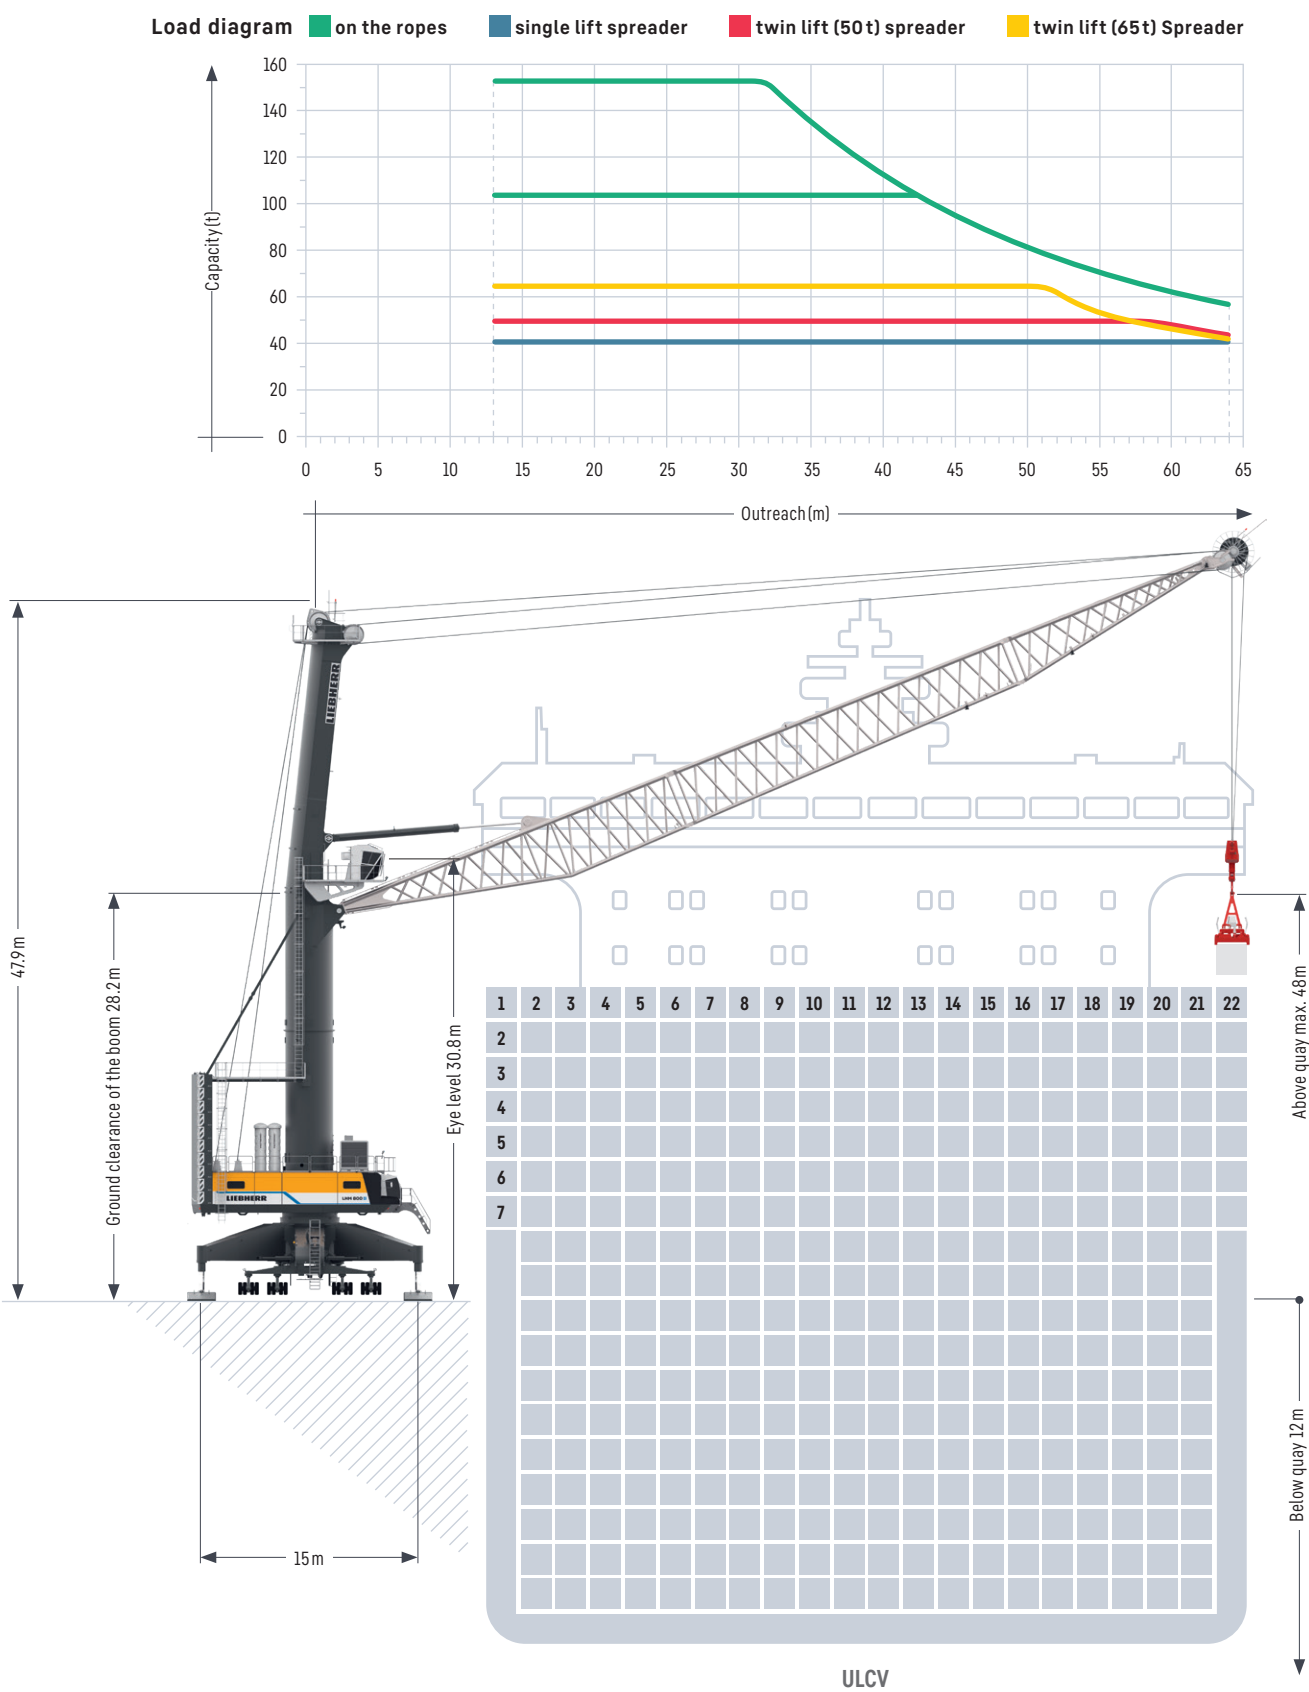 Load diagram on the ropes single lift spreader twin lift (50 t) spreader twin lift (65 t) Spreader
160
140
120
100
80
60
40
20
0
Capacity (t)
0 5 10 15 20 25 30 35 40 45 50 55 60 65
Outreach (m)
LIEBHERR
47.9 m
Ground clearance of the boom 28.2 m
Eye level 30.8 m
Above quay max. 48 m
1 2 3 4 5 6 7 8 9 10 11 12 13 14 15 16 17 18 19 20 21 22
2
3
4
5
6
7
LIEBHERR
LHM 800
15 m
Below quay 12 m
ULCV